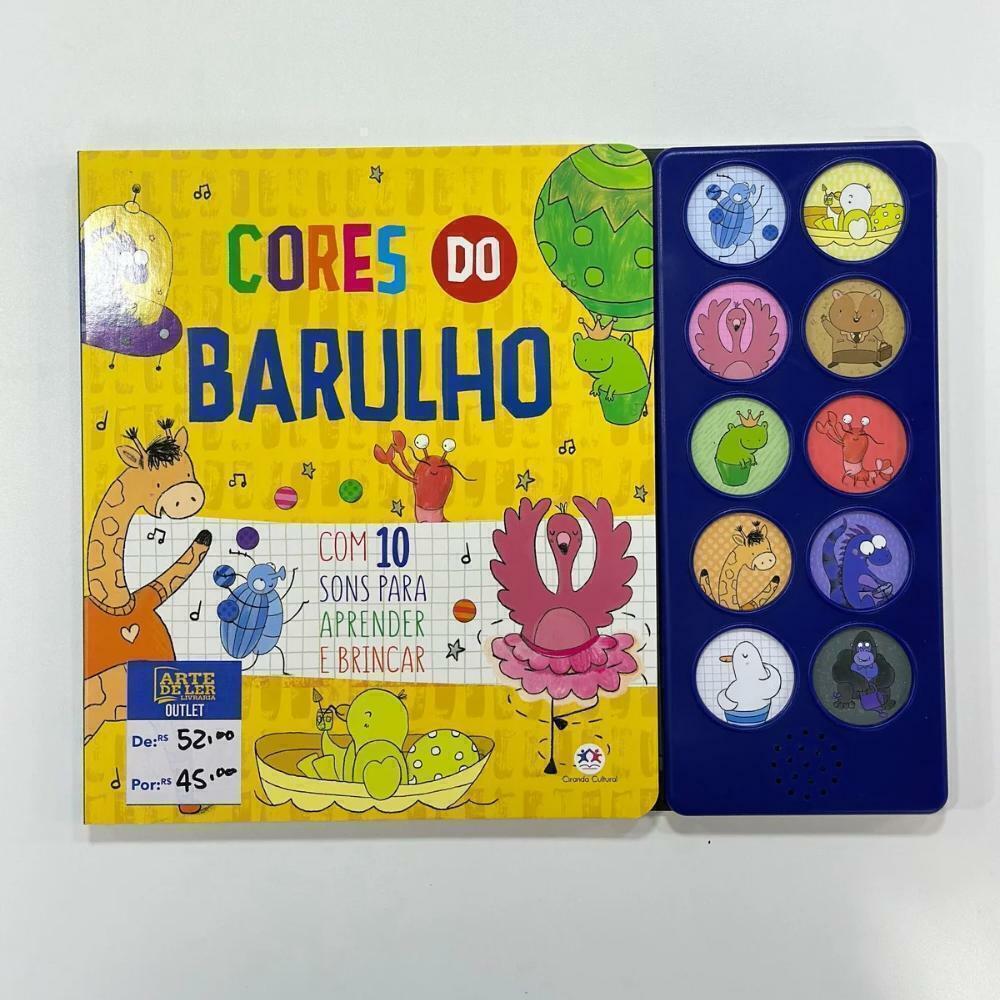 CORES DO
BARULHO
COM 10
SONS PARA
APRENDER
E BRINCAR
ARTE
DE LER
LIVRARIA
OUTLET
De:R$ 52,00
Por:R$ 45,00
Ciranda Cultural